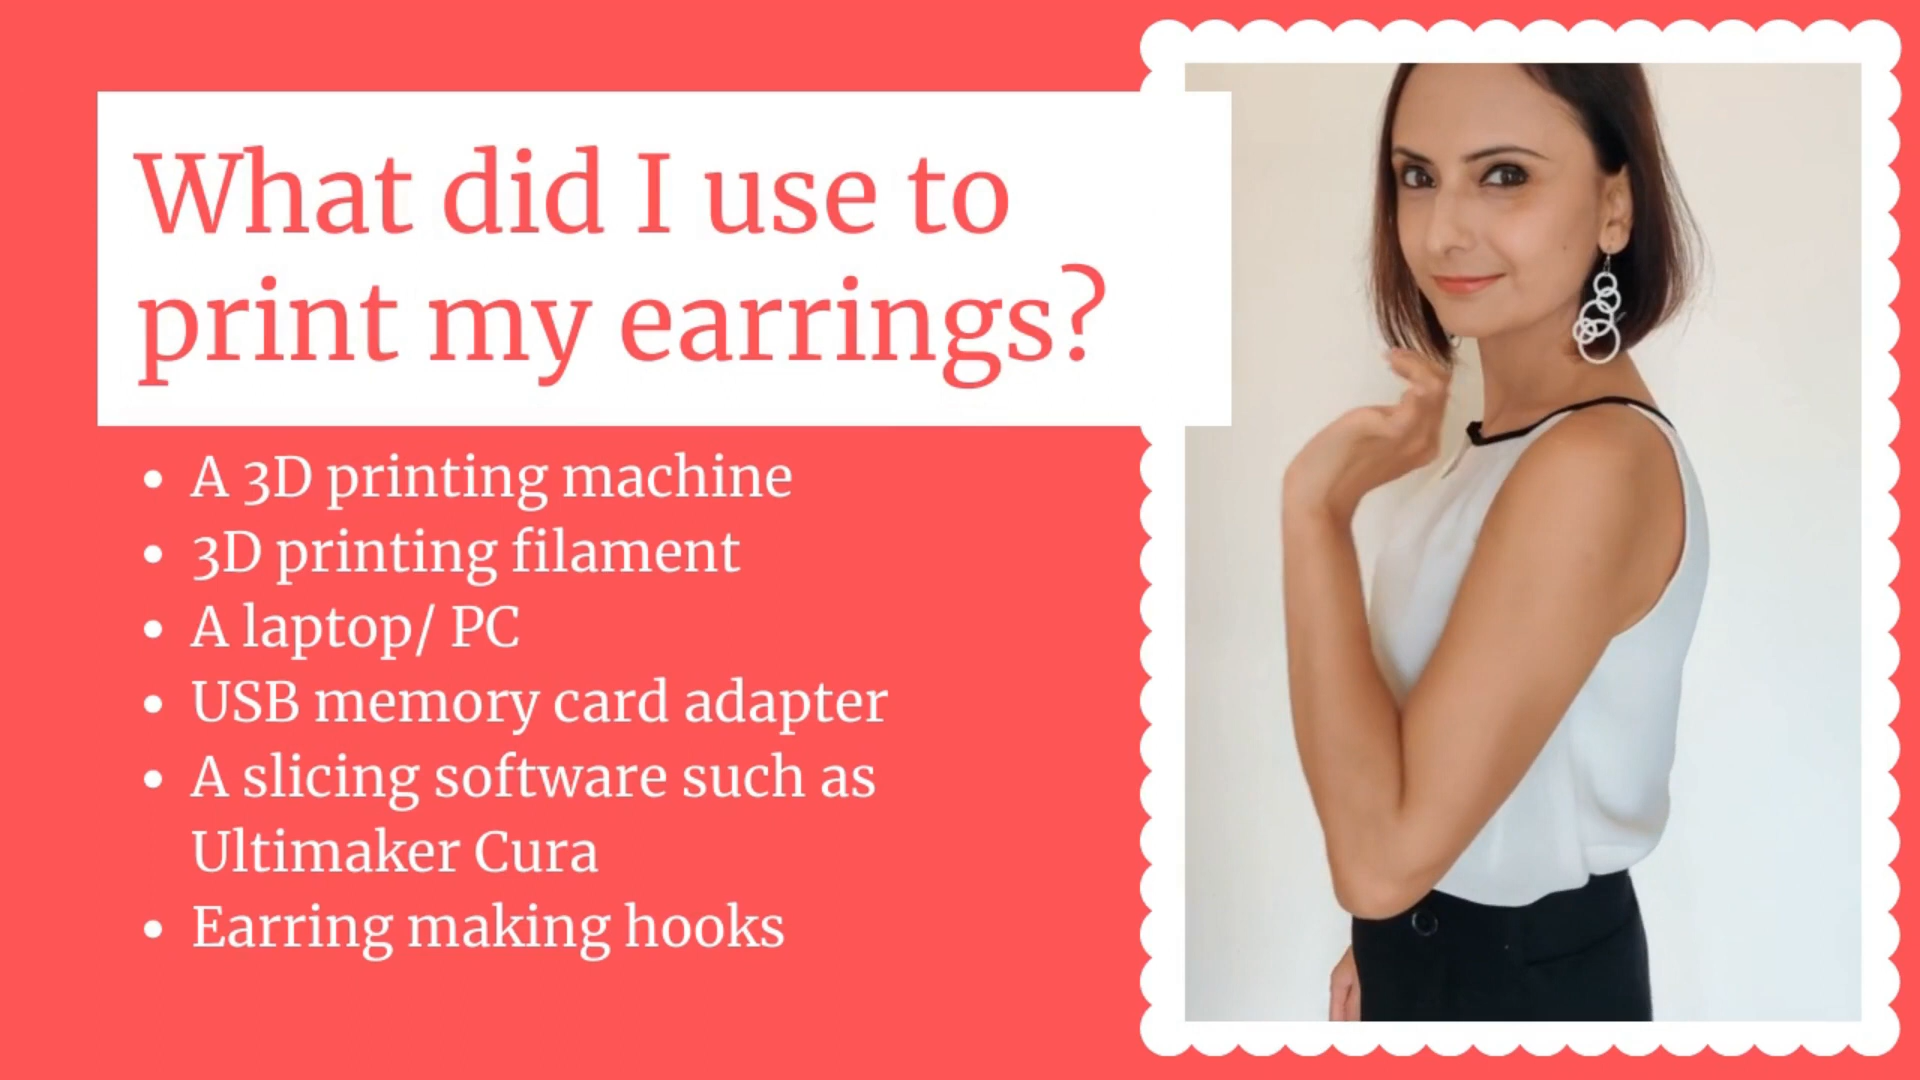 What did I use to
print my earrings?
• A 3D printing machine
• 3D printing filament
• A laptop/ PC
• USB memory card adapter
• A slicing software such as
Ultimaker Cura
• Earring making hooks